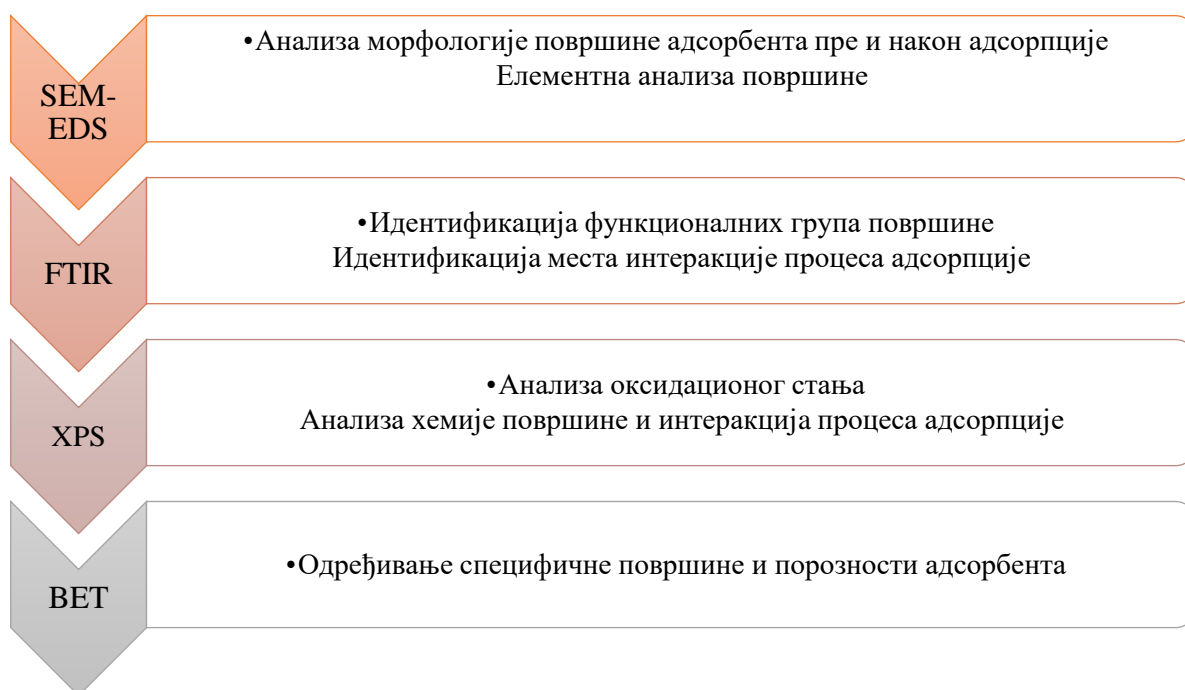 SEM-
EDS
•Анализа морфологије површине адсорбента пре и након адсорпције
Елементна анализа површине
FTIR
•Идентификација функционалних група површине
Идентификација места интеракције процеса адсорпције
XPS
•Анализа оксидационог стања
Анализа хемије површине и интеракција процеса адсорпције
BET
•Одређивање специфичне површине и порозности адсорбента